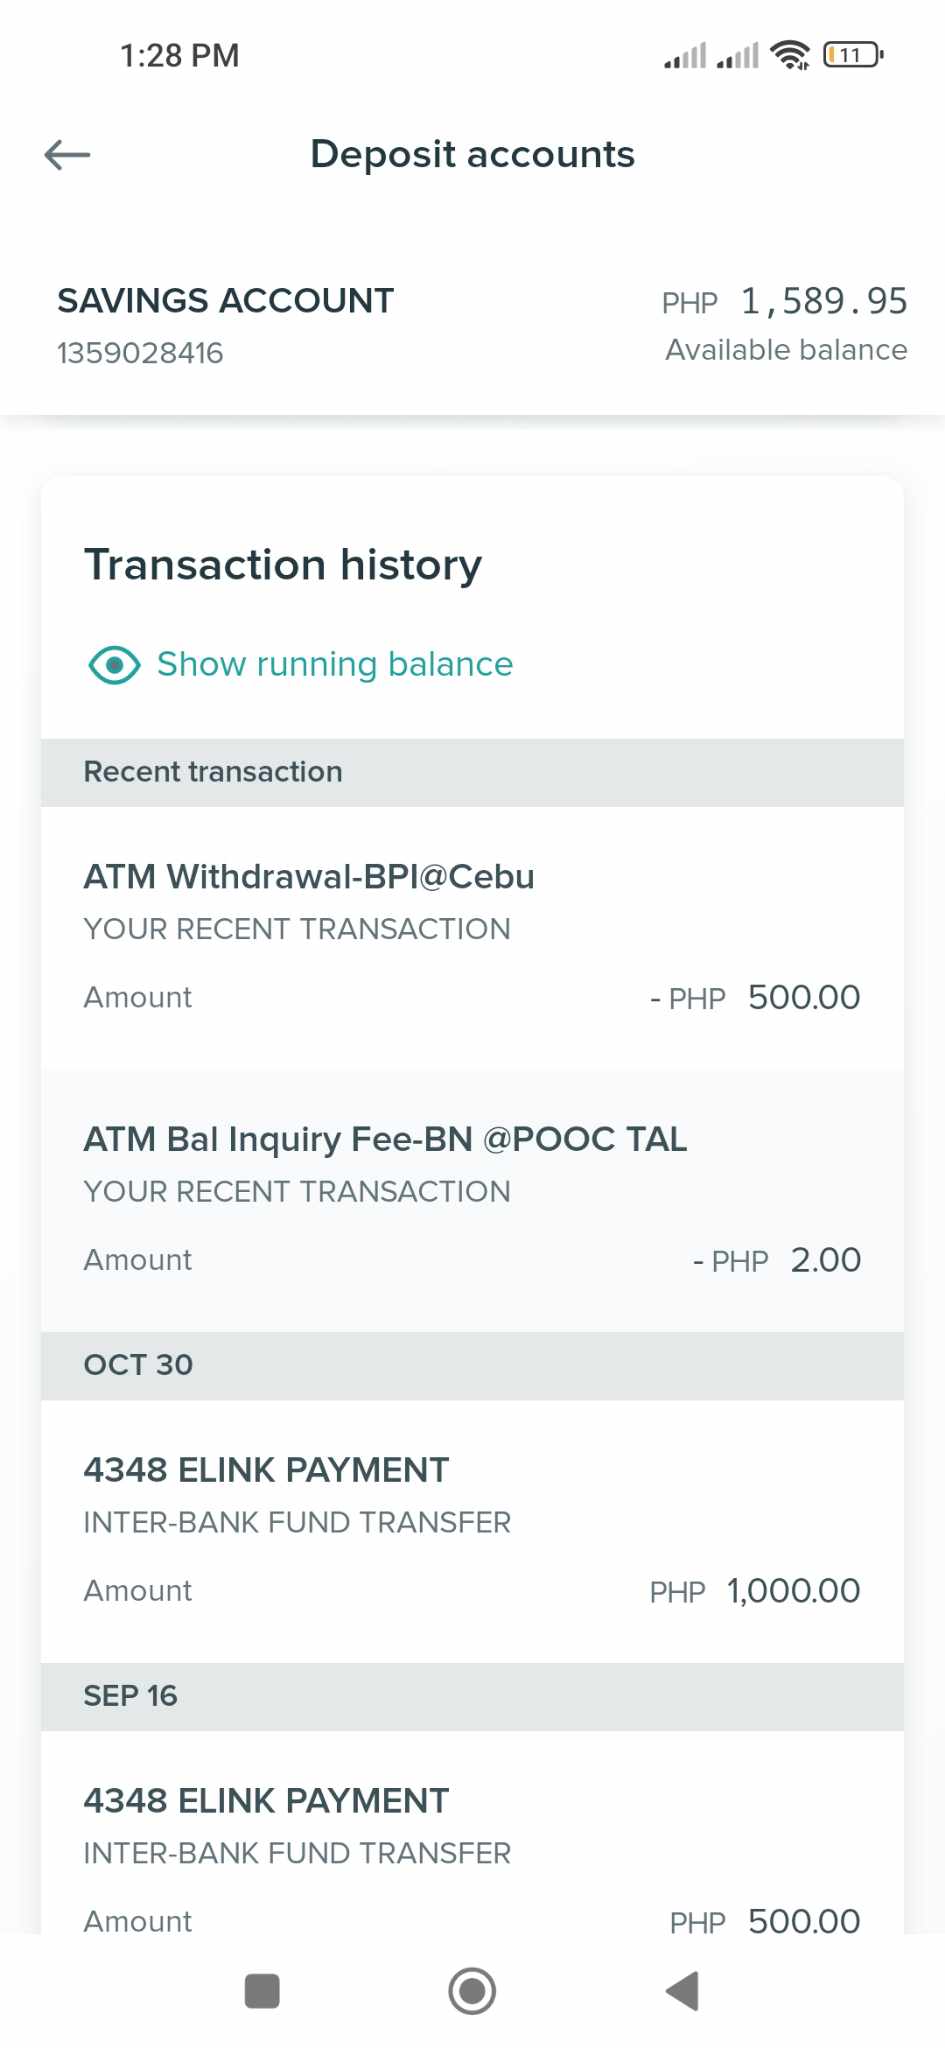 1:28 PM
11
Deposit accounts
SAVINGS ACCOUNT
PHP 1,589.95
1359028416
Available balance
Transaction history
Show running balance
Recent transaction
ATM Withdrawal-BPI@Cebu
YOUR RECENT TRANSACTION
Amount
- PHP 500.00
ATM Bal Inquiry Fee-BN @POOC TAL
YOUR RECENT TRANSACTION
Amount
- PHP 2.00
OCT 30
4348 ELINK PAYMENT
INTER-BANK FUND TRANSFER
Amount
PHP 1,000.00
SEP 16
4348 ELINK PAYMENT
INTER-BANK FUND TRANSFER
Amount
PHP 500.00